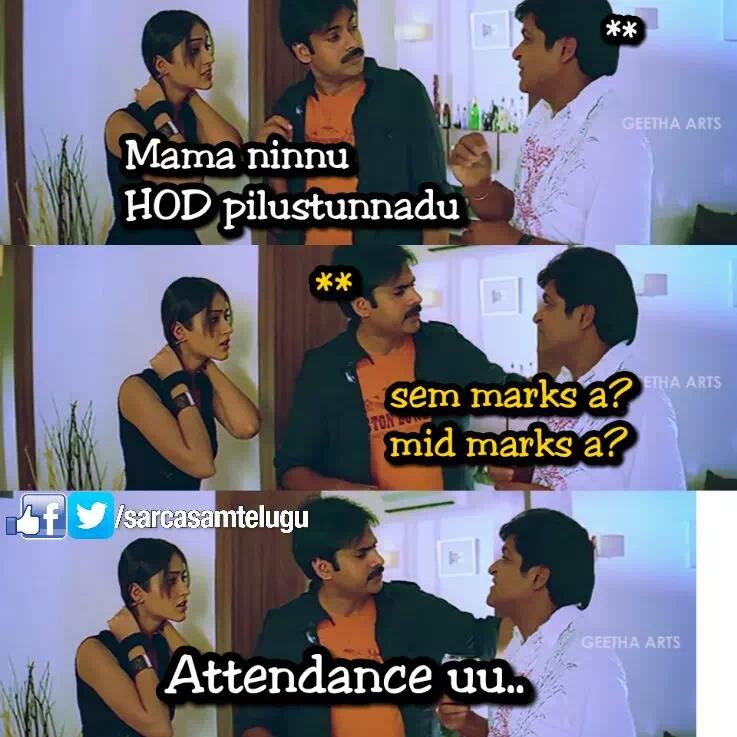 **
GEETHA ARTS
Mama ninnu
HOD pilustunnadu
**
ETHA ARTS
sem marks a?
mid marks a?
f /sarcasamtelugu
GEETHA ARTS
Attendance uu..